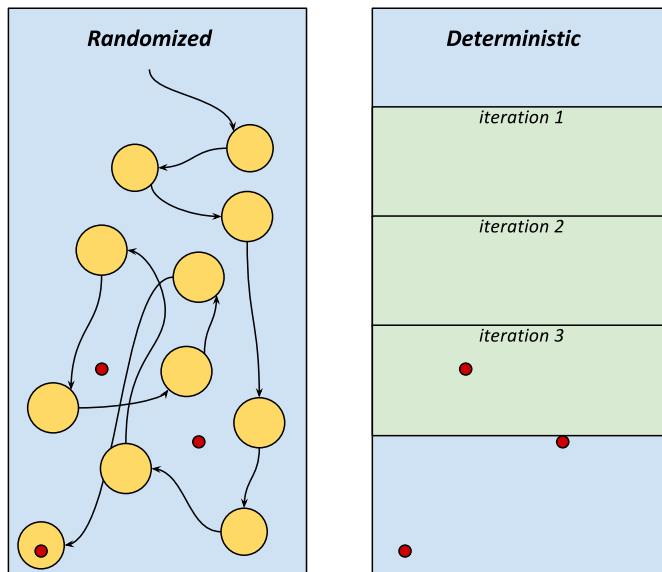 Randomized
Deterministic
iteration 1
iteration 2
iteration 3